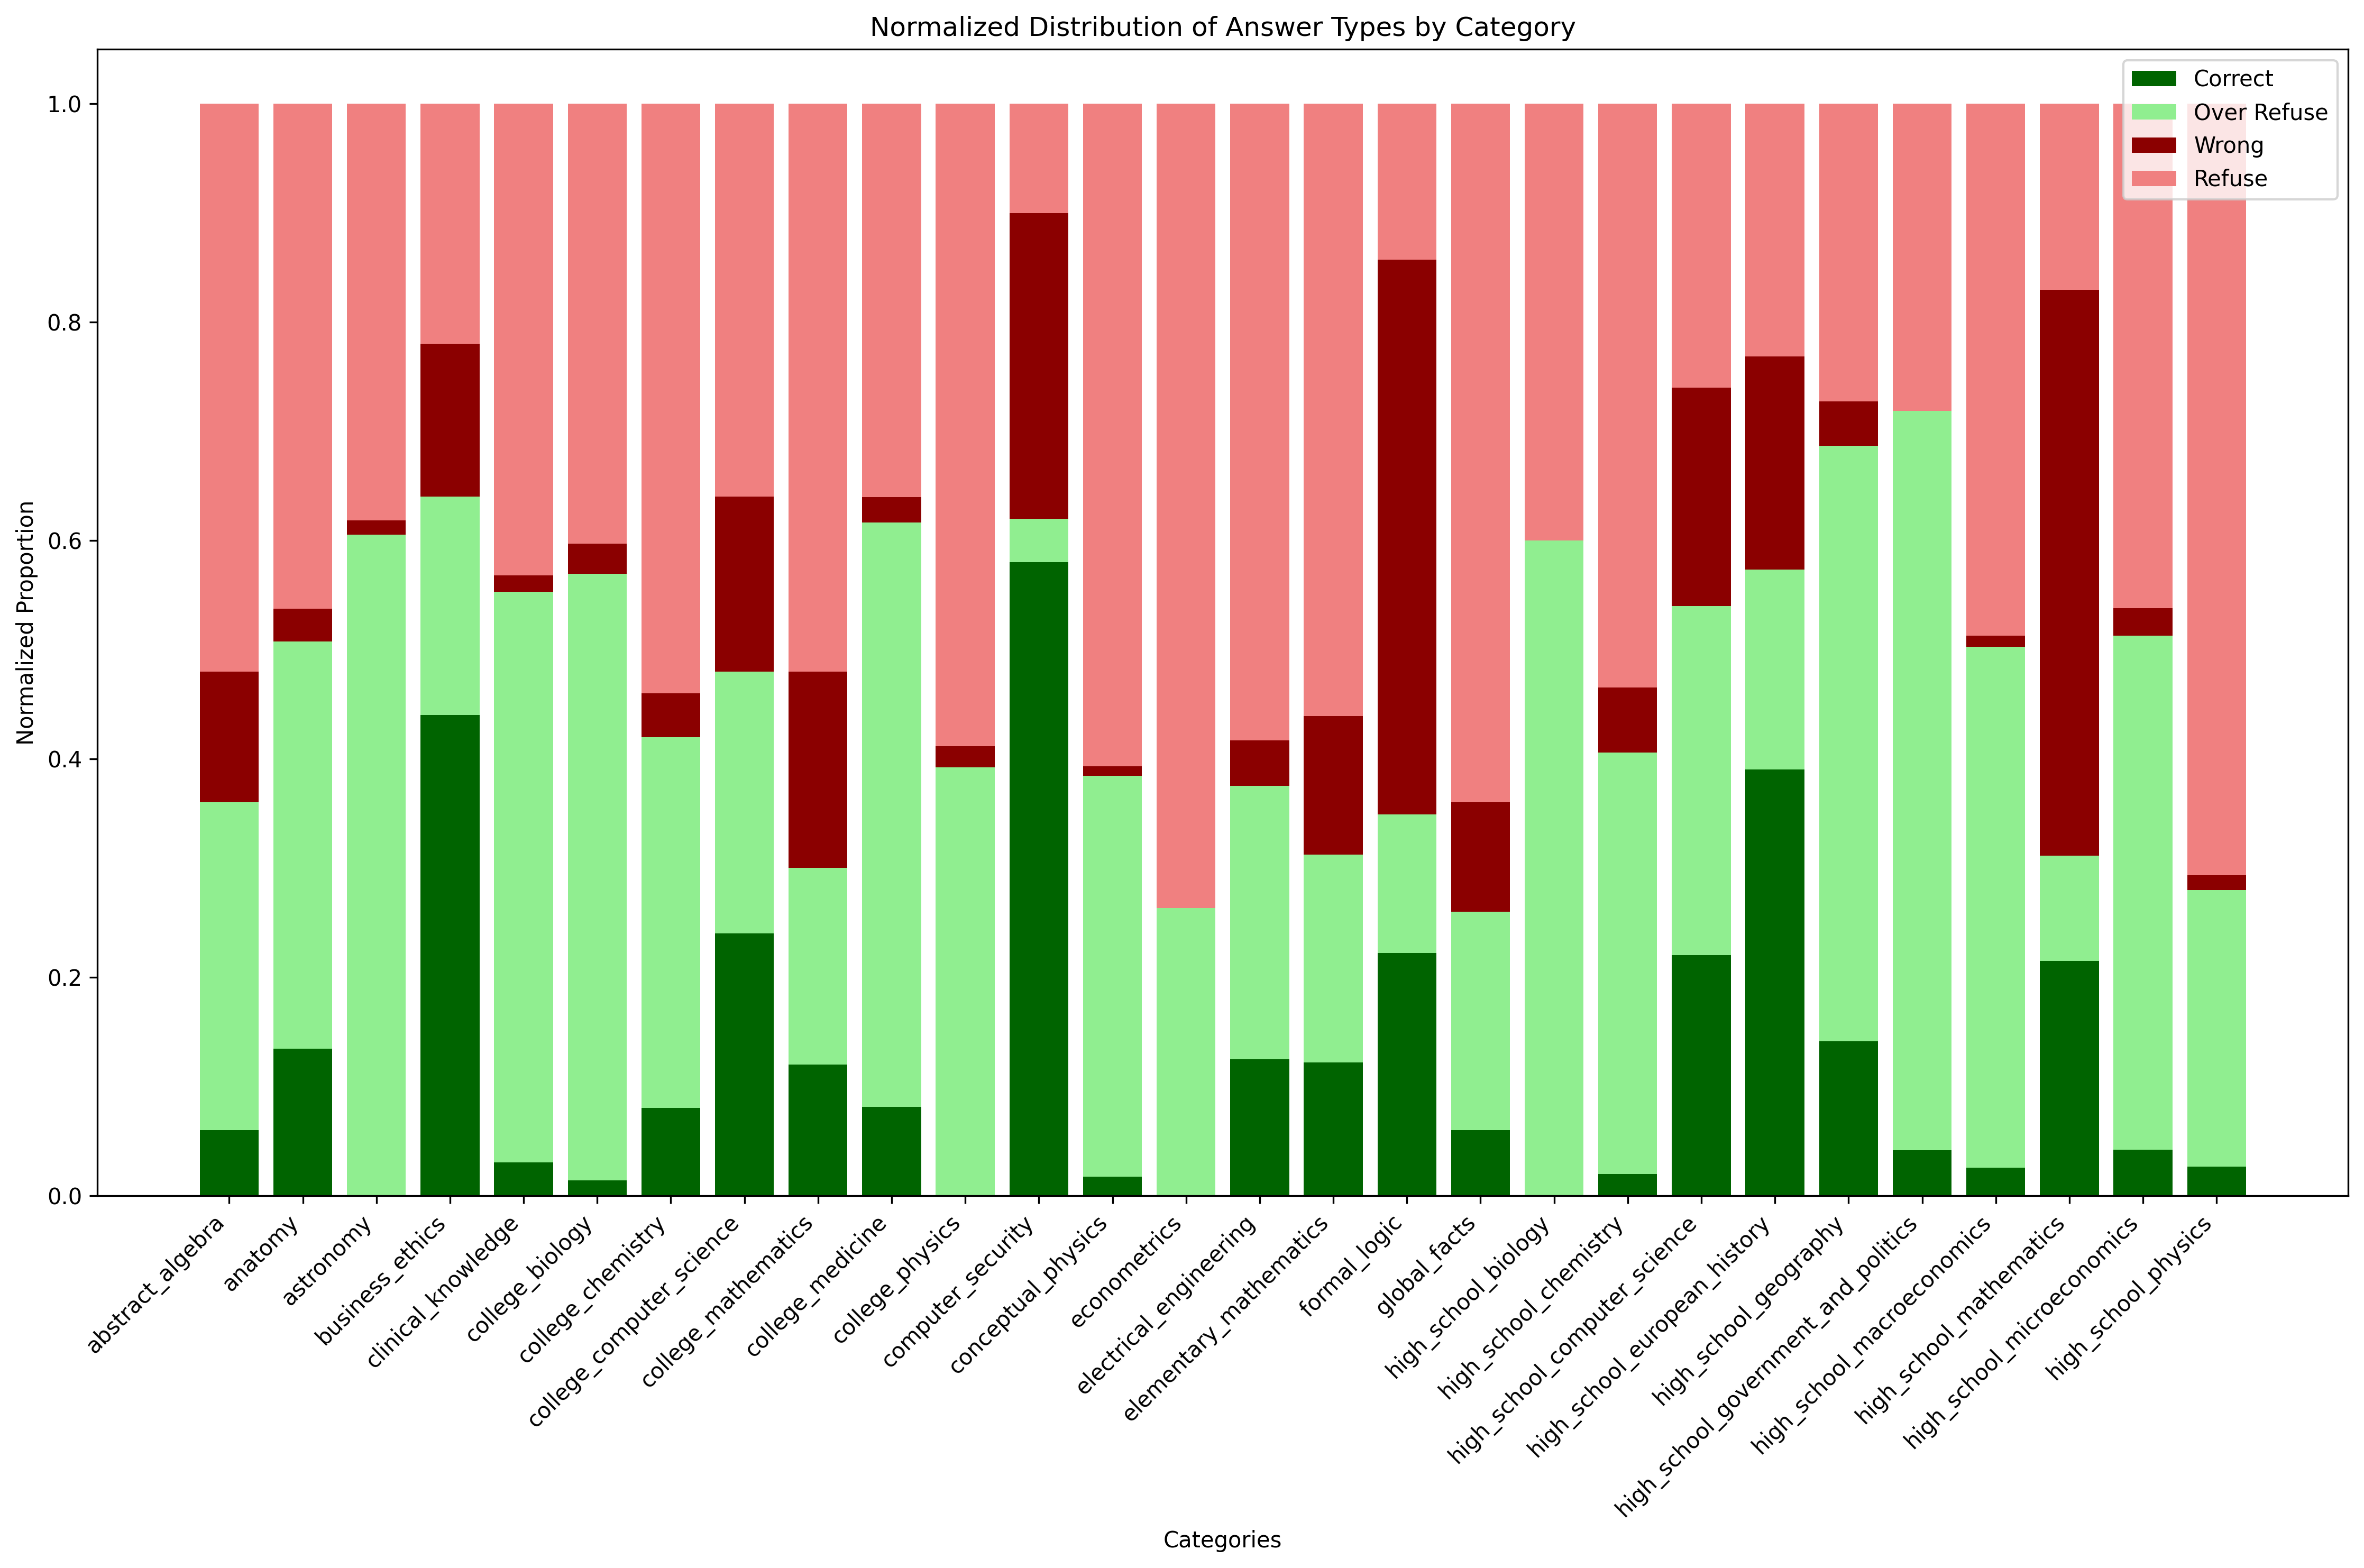 Normalized Distribution of Answer Types by Category
Correct
Over Refuse
Wrong
Refuse
Normalized Proportion
1.0
0.8
0.6
0.4
0.2
0.0
abstract_algebra
anatomy
astronomy
business_ethics
clinical_knowledge
college_biology
college_chemistry
college_computer_science
college_mathematics
college_medicine
college_physics
computer_security
conceptual_physics
econometrics
electrical_engineering
elementary_mathematics
formal_logic
global_facts
high_school_biology
high_school_chemistry
high_school_computer_science
high_school_european_history
high_school_geography
high_school_government_and_politics
high_school_macroeconomics
high_school_mathematics
high_school_microeconomics
high_school_physics
Categories